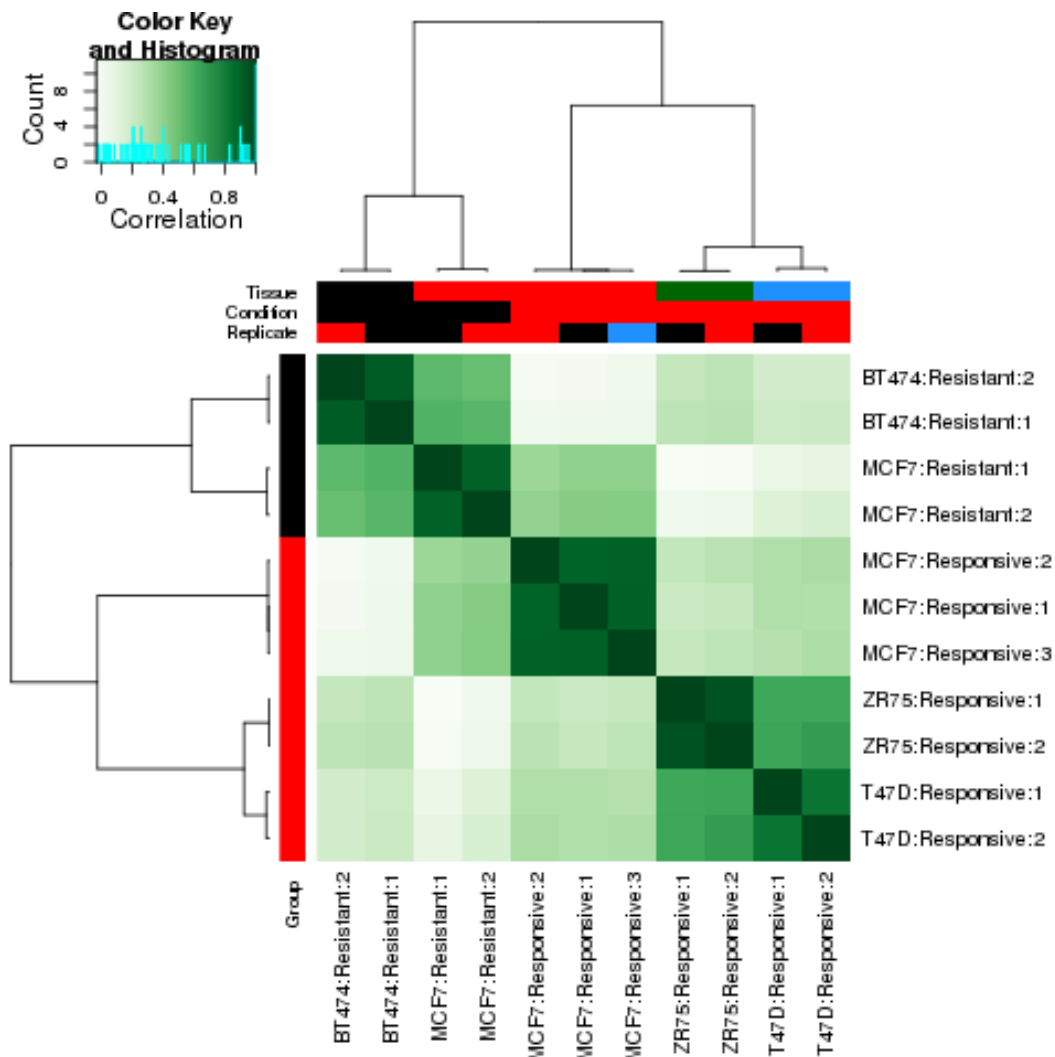 Color Key
and Histogram
Count
0 4 8
0 0.4 0.8
Correlation
Tissue
Condition
Replicate
BT474:Resistant:2
BT474:Resistant:1
MCF7:Resistant:1
MCF7:Resistant:2
MCF7:Responsive:2
MCF7:Responsive:1
MCF7:Responsive:3
ZR75:Responsive:1
ZR75:Responsive:2
T47D:Responsive:1
T47D:Responsive:2
Group
BT474:Resistant:2
BT474:Resistant:1
MCF7:Resistant:1
MCF7:Resistant:2
MCF7:Responsive:2
MCF7:Responsive:1
MCF7:Responsive:3
ZR75:Responsive:1
ZR75:Responsive:2
T47D:Responsive:1
T47D:Responsive:2